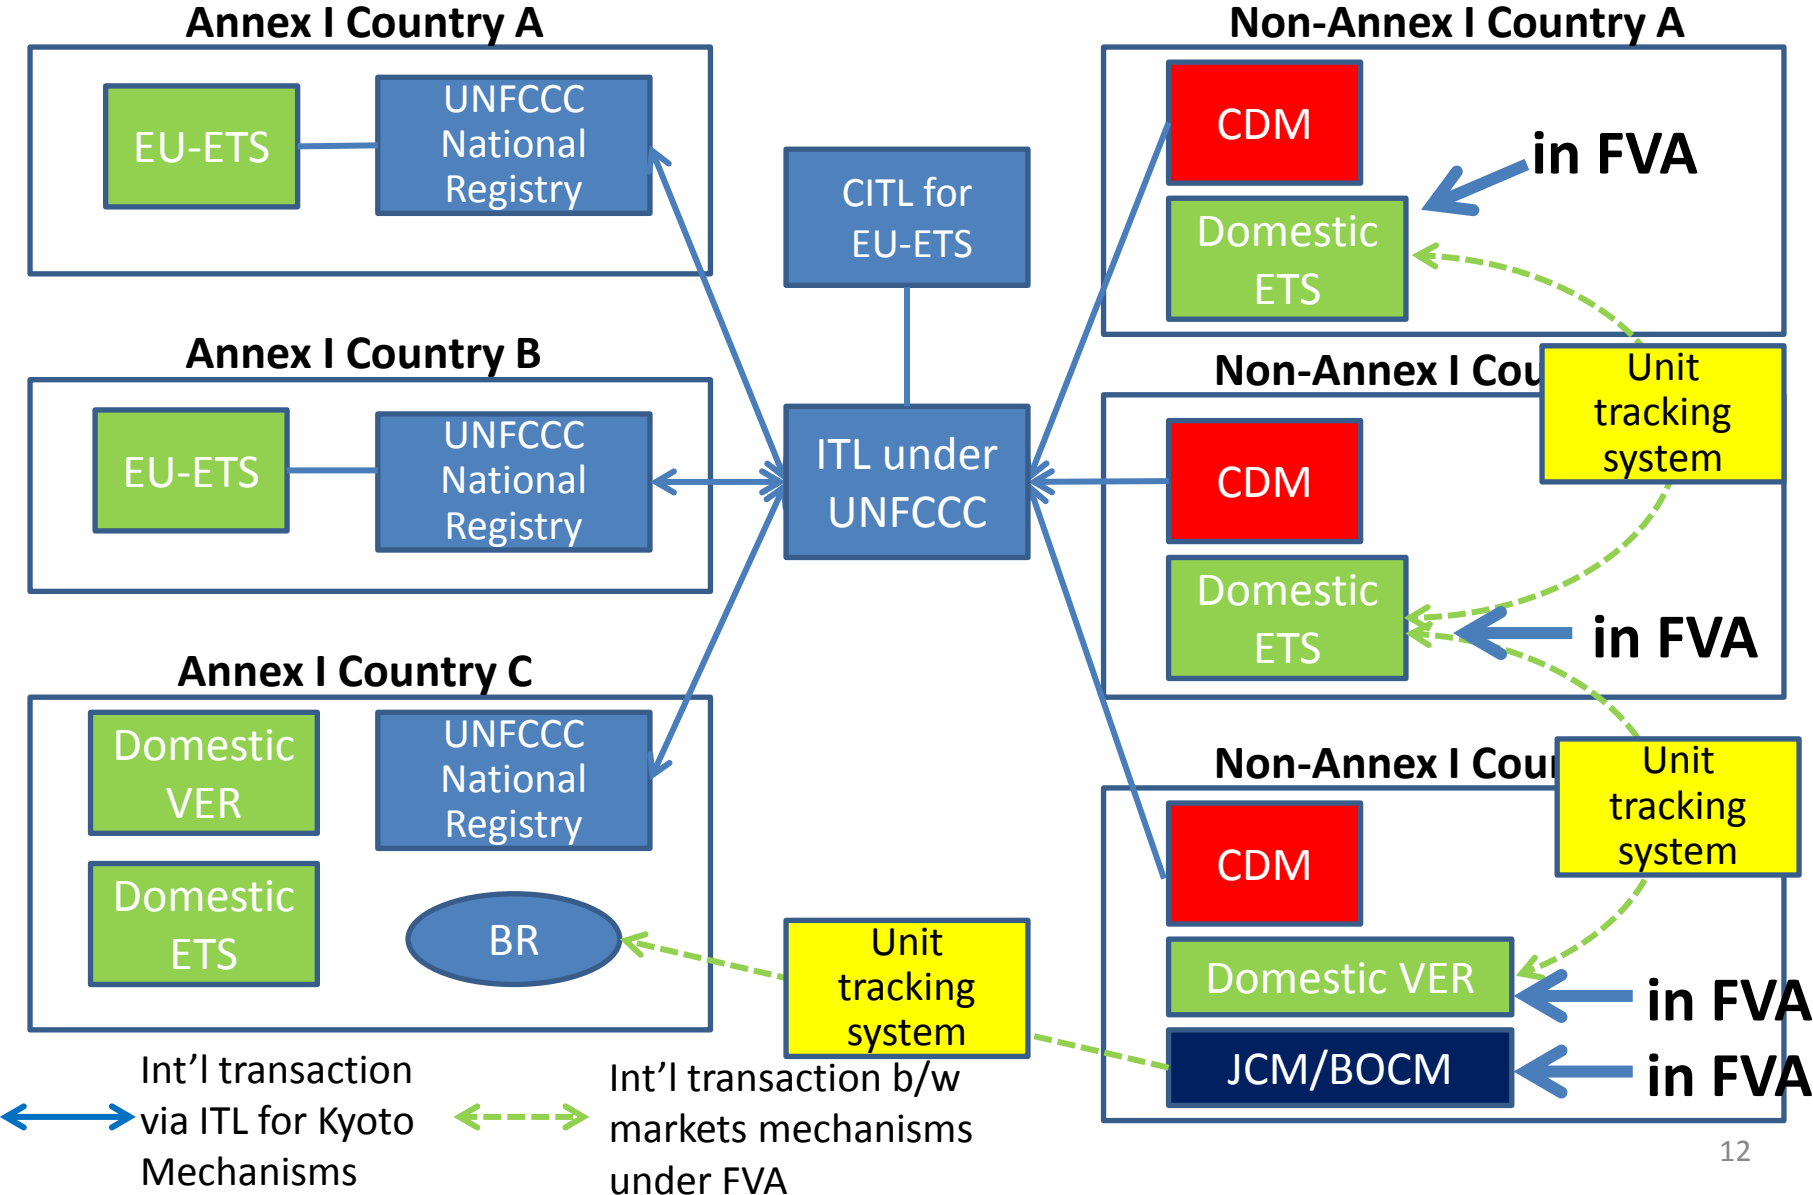 Annex I Country A
EU-ETS
UNFCCC
National
Registry
Annex I Country B
EU-ETS
UNFCCC
National
Registry
Annex I Country C
Domestic
VER
UNFCCC
National
Registry
Domestic
ETS
BR
CITL for
EU-ETS
ITL under
UNFCCC
Unit
tracking
system
Non-Annex I Country A
CDM
in FVA
Domestic
ETS
Unit
tracking
system
Non-Annex I Cou
CDM
Domestic
ETS
in FVA
Unit
tracking
system
Non-Annex I Coun
CDM
Domestic VER
in FVA
JCM/BOCM
in FVA
Int'l transaction
via ITL for Kyoto
Mechanisms
Int'l transaction b/w
markets mechanisms
under FVA
12